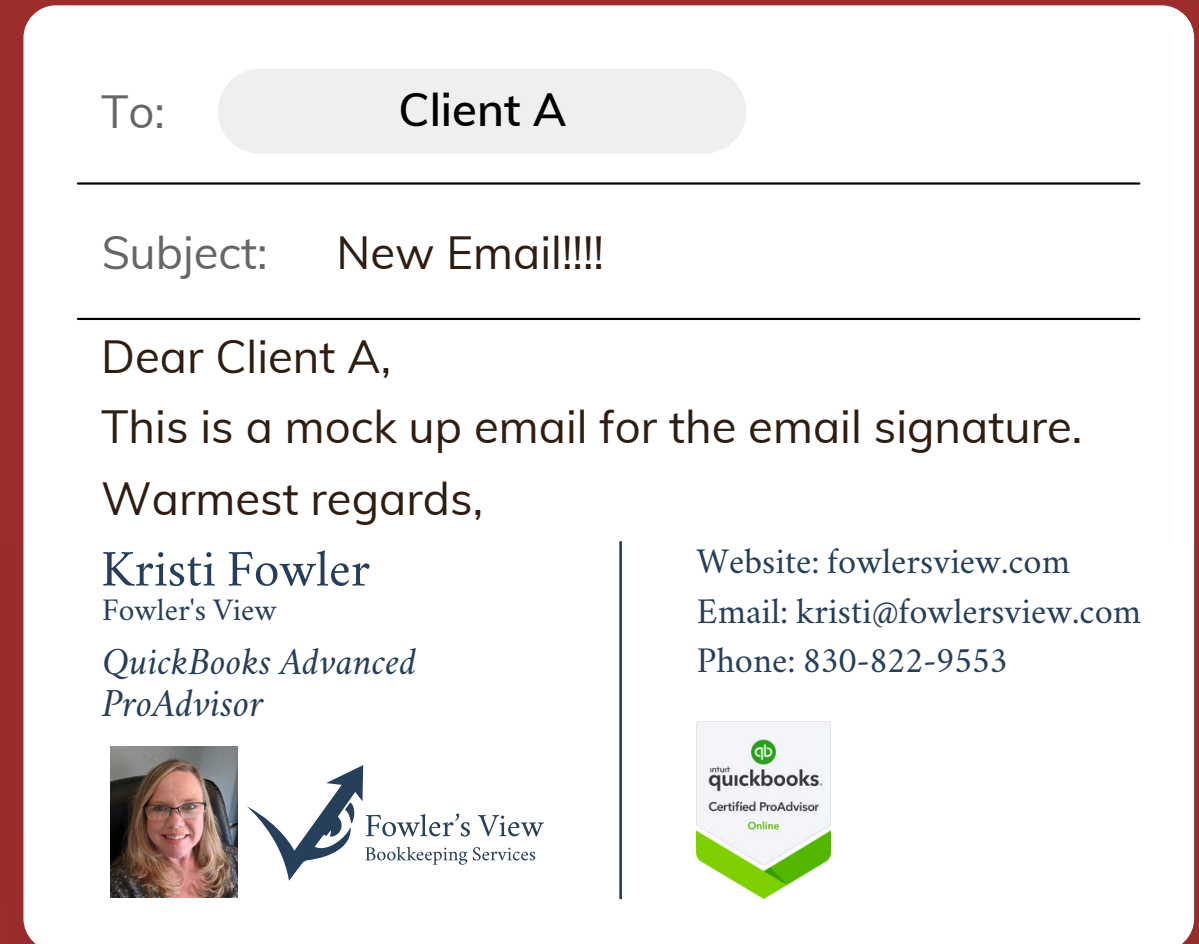 To: Client A
Subject: New Email!!!!
Dear Client A,
This is a mock up email for the email signature.
Warmest regards,
Kristi Fowler
Fowler's View
QuickBooks Advanced
ProAdvisor
Fowler’s View
Bookkeeping Services
Website: fowlersview.com
Email: kristi@fowlersview.com
Phone: 830-822-9553
qb
intuit
quickbooks.
Certified ProAdvisor
Online